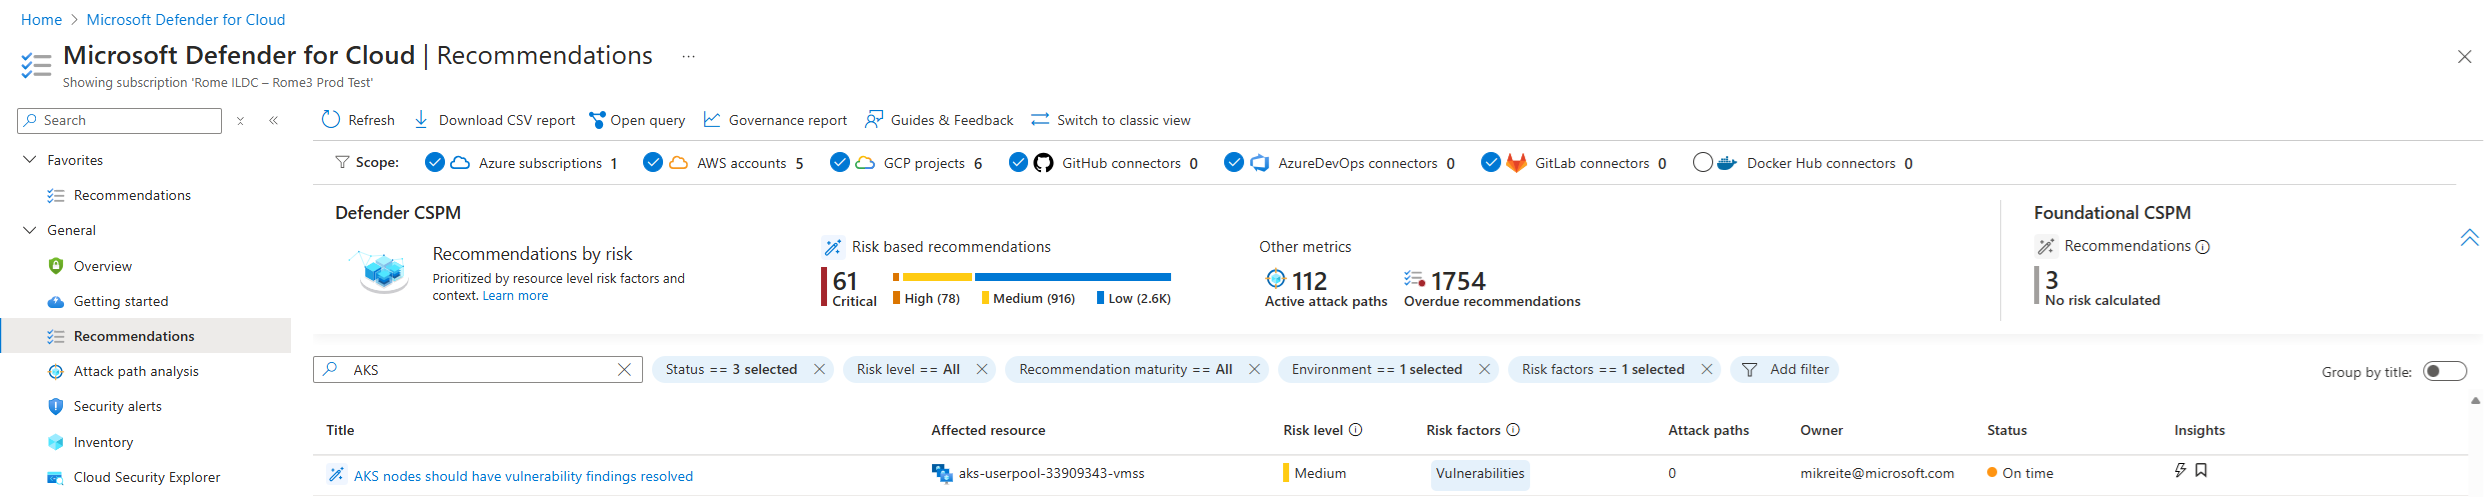 Home > Microsoft Defender for Cloud
Microsoft Defender for Cloud | Recommendations ...
Showing subscription 'Rome ILDC – Rome3 Prod Test'
Search
Refresh Download CSV report Open query Governance report Guides & Feedback Switch to classic view
Favorites
Recommendations
General
Overview
Getting started
Recommendations
Attack path analysis
Security alerts
Inventory
Cloud Security Explorer
Scope: Azure subscriptions 1 AWS accounts 5 GCP projects 6 GitHub connectors 0 AzureDevOps connectors 0 GitLab connectors 0 Docker Hub connectors 0
Defender CSPM
Recommendations by risk
Prioritized by resource level risk factors and
context. Learn more
Risk based recommendations
61
Critical
High (78) Medium (916) Low (2.6K)
Other metrics
112
Active attack paths
1754
Overdue recommendations
Foundational CSPM
Recommendations
3
No risk calculated
AKS
Status == 3 selected Risk level == All Recommendation maturity == All Environment == 1 selected Risk factors == 1 selected Add filter
Group by title:
Title Affected resource Risk level Risk factors Attack paths Owner Status Insights
AKS nodes should have vulnerability findings resolved aks-userpool-33909343-vmss Medium Vulnerabilities 0 mikreite@microsoft.com On time